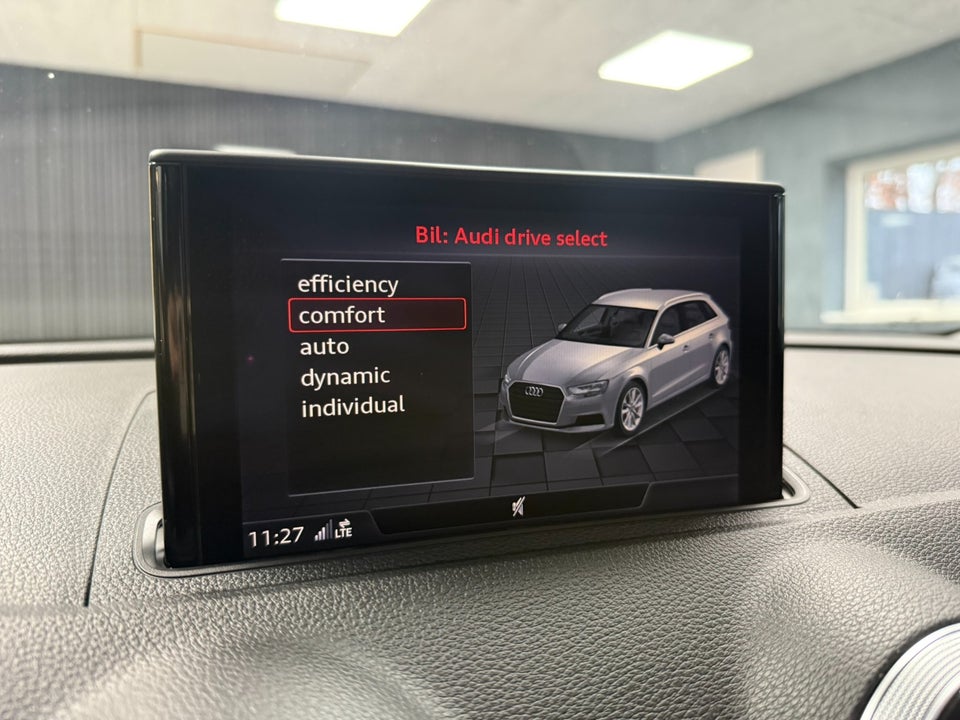 Bil: Audi drive select
efficiency
comfort
auto
dynamic
individual
11:27 LTE